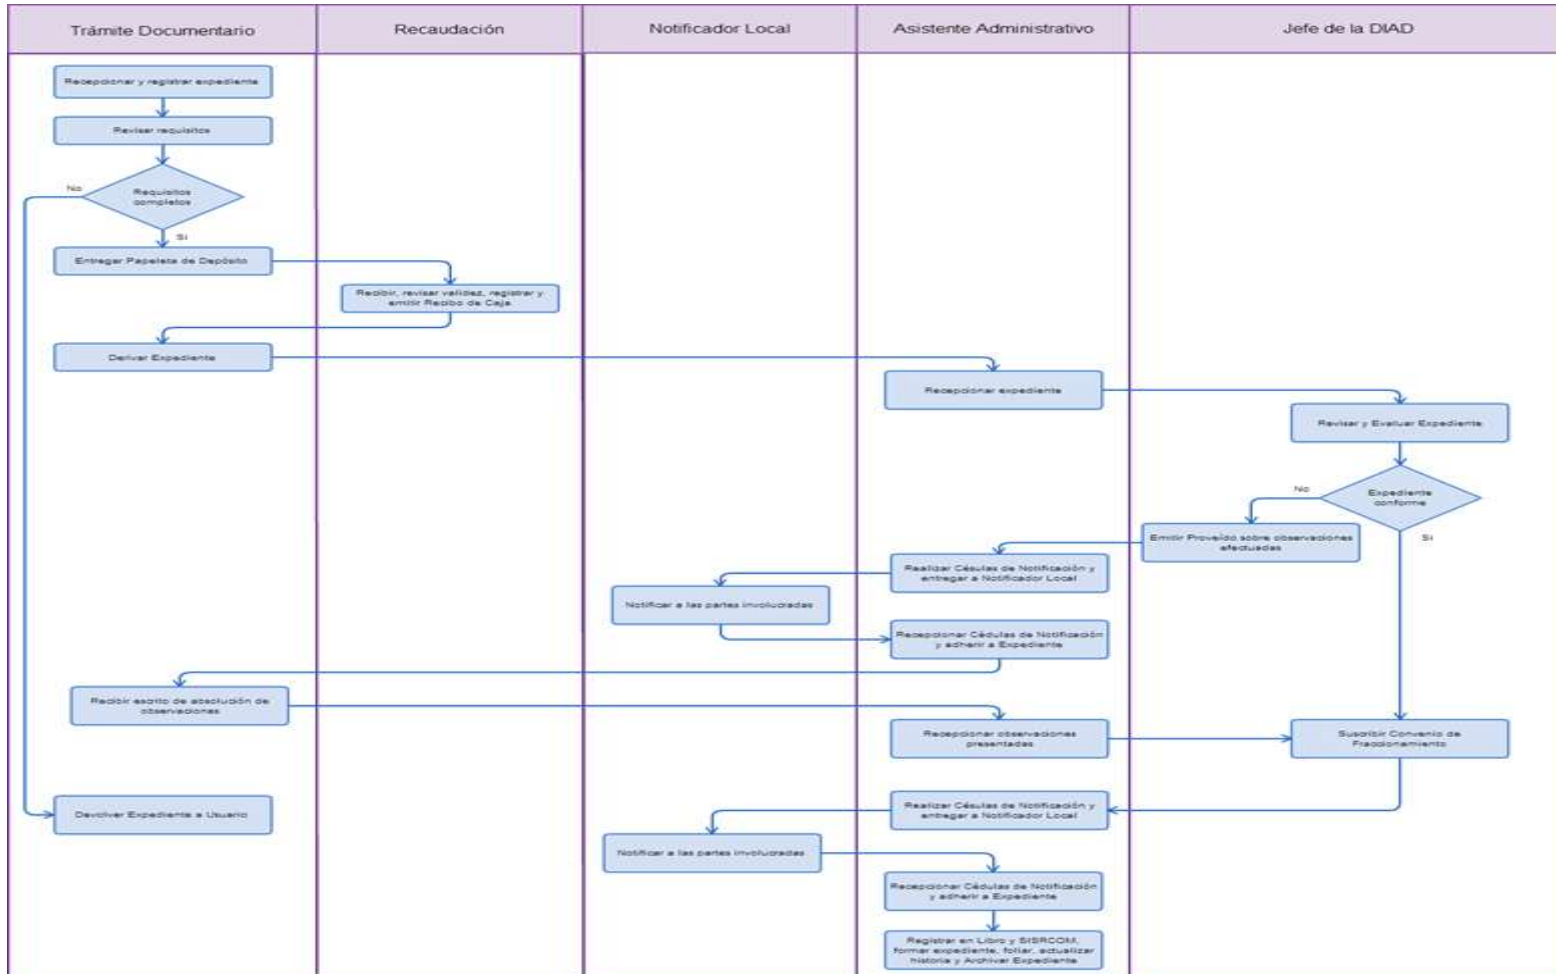 Trámite Documentario
Recaudación
Notificador Local
Asistente Administrativo
Jefe de la DIAD
Recepcionar y registrar expediente
Revisar requisitos
No
Requisitos
completos
Si
Entregar Papeleta de Depósito
Recibir, revisar validez, registrar y
emitir Recibo de Caja
Derivar Expediente
Recepcionar expediente
Revisar y Evaluar Expediente
No
Expediente
conforme
Si
Emitir Proveído sobre observaciones
efectuadas
Realizar Césulas de Notificación y
entregar a Notificador Local
Notificar a las partes involucradas
Recepcionar Cédulas de Notificación
y adherir a Expediente
Recibir escrito de absolución de
observaciones
Recepcionar observaciones
presentadas
Suscribir Convenio de
Fraccionamiento
Devolver Expediente a Usuario
Realizar Césulas de Notificación y
entregar a Notificador Local
Notificar a las partes involucradas
Recepcionar Cédulas de Notificación
y adherir a Expediente
Registrar en Libro y SISRCOM,
formar expediente, foliar, actualizar
historia y Archivar Expediente